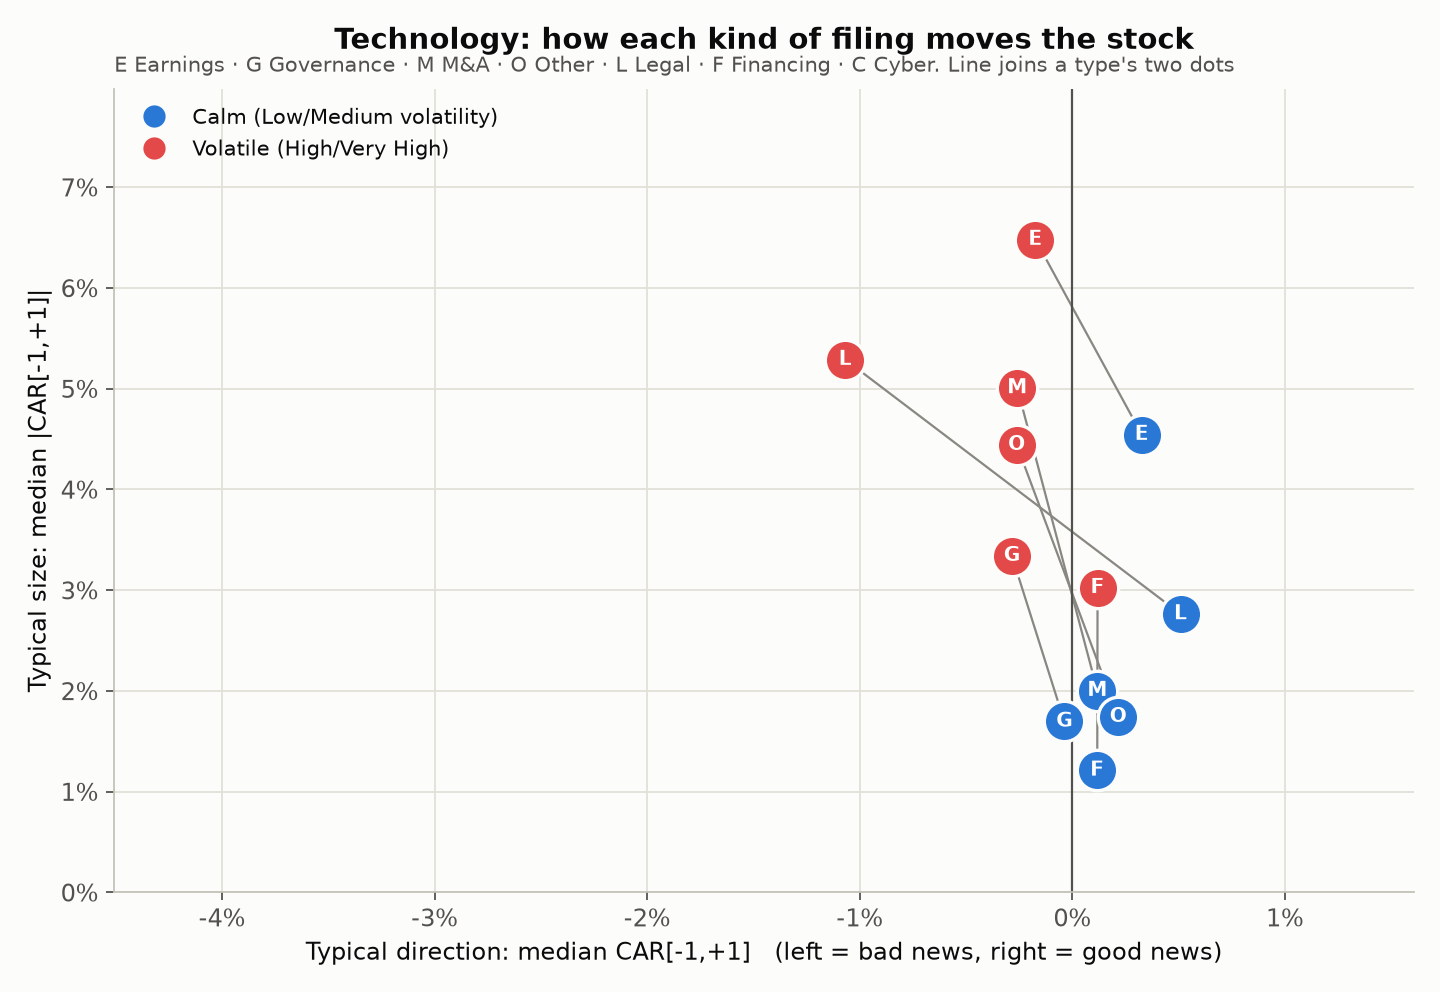 Technology: how each kind of filing moves the stock
E Earnings · G Governance · M M&A · O Other · L Legal · F Financing · C Cyber. Line joins a type's two dots
Calm (Low/Medium volatility)
Volatile (High/Very High)
7%
6%
5%
4%
3%
2%
1%
0%
Typical size: median |CAR[-1,+1]|
E
L
M
E
O
G
F
L
M
O
G
F
-4%
-3%
-2%
-1%
0%
1%
Typical direction: median CAR[-1,+1]   (left = bad news, right = good news)